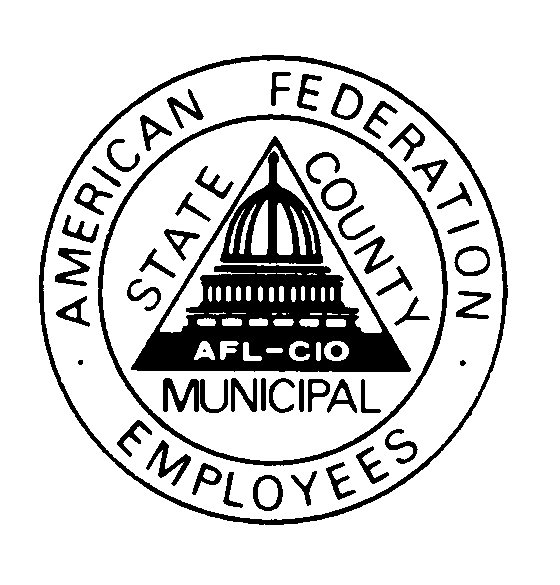 AMERICAN FEDERATION
STATE
COUNTY
AFL-CIO
MUNICIPAL
· EMPLOYEES ·